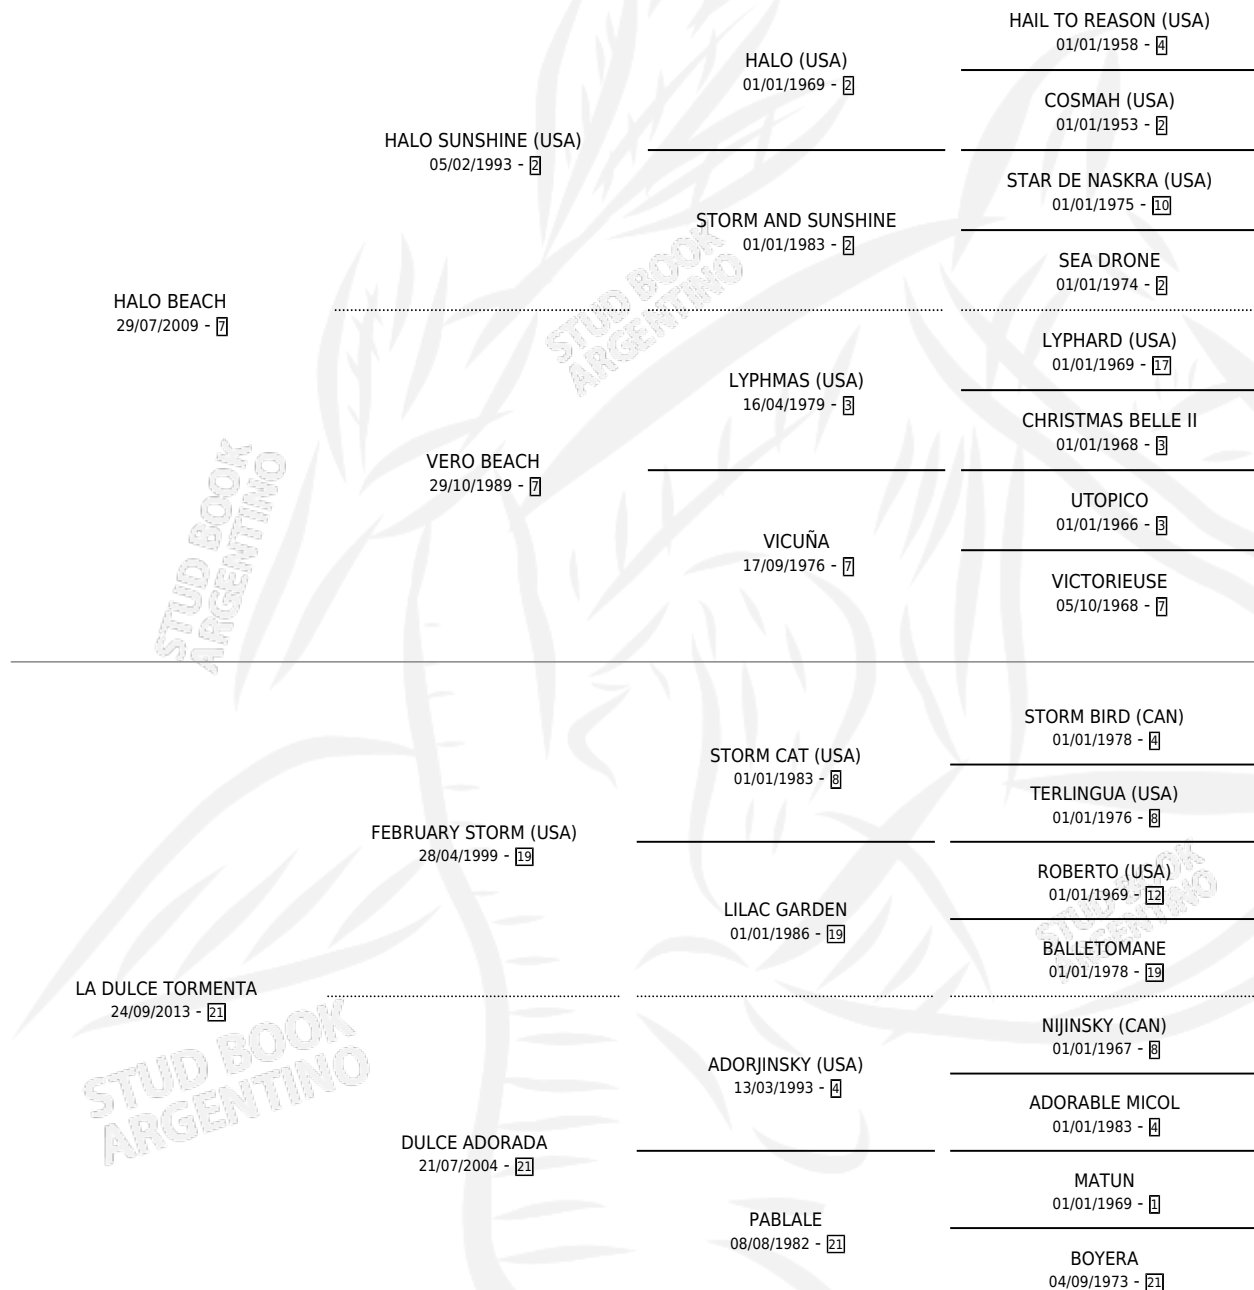 HAIL TO REASON (USA)
01/01/1958 - 4
HALO (USA)
01/01/1969 - 2
COSMAH (USA)
01/01/1953 - 2
HALO SUNSHINE (USA)
05/02/1993 - 2
STAR DE NASKRA (USA)
01/01/1975 - 10
STORM AND SUNSHINE
01/01/1983 - 2
SEA DRONE
01/01/1974 - 2
HALO BEACH
29/07/2009 - 7
LYPHARD (USA)
01/01/1969 - 17
LYPHMAS (USA)
16/04/1979 - 3
CHRISTMAS BELLE II
01/01/1968 - 3
VERO BEACH
29/10/1989 - 7
UTOPICO
01/01/1966 - 3
VICUÑA
17/09/1976 - 7
VICTORIEUSE
05/10/1968 - 7
STORM BIRD (CAN)
01/01/1978 - 4
STORM CAT (USA)
01/01/1983 - 8
TERLINGUA (USA)
01/01/1976 - 8
FEBRUARY STORM (USA)
28/04/1999 - 19
ROBERTO (USA)
01/01/1969 - 12
LILAC GARDEN
01/01/1986 - 19
BALLETOMANE
01/01/1978 - 19
LA DULCE TORMENTA
24/09/2013 - 21
NIJINSKY (CAN)
01/01/1967 - 8
ADORJINSKY (USA)
13/03/1993 - 4
ADORABLE MICOL
01/01/1983 - 4
DULCE ADORADA
21/07/2004 - 21
MATUN
01/01/1969 - 1
PABLALE
08/08/1982 - 21
BOYERA
04/09/1973 - 21
STUD BOOK
ARGENTINO
STUD BOOK
ARGENTINO
STUD BOOK
ARGENTINO
STUD BOOK
ARGENTINO